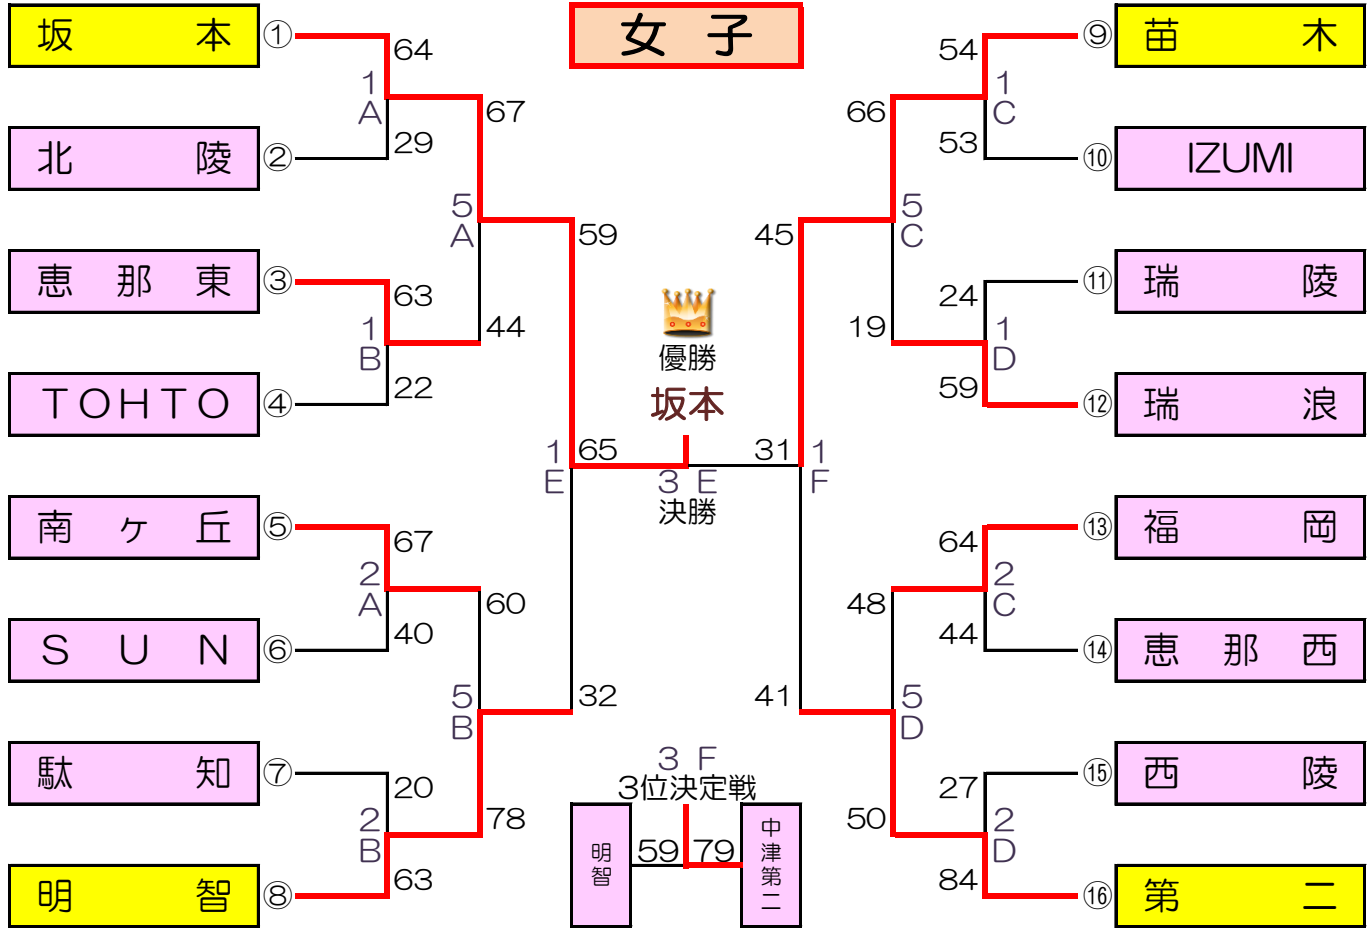 女 子
坂 本 ①
64
1
A
29
北 陵 ②
67
5
A
44
恵 那 東 ③
63
1
B
22
TOHTO ④
59
1
E
32
南 ヶ 丘 ⑤
67
2
A
40
S U N ⑥
60
5
B
78
駄 知 ⑦
20
2
B
63
明 智 ⑧
優勝
坂本
65
31
3 E
決勝
⑨ 苗 木
54
1
C
53
⑩ IZUMI
66
5
C
19
⑪ 瑞 陵
24
1
D
59
⑫ 瑞 浪
45
1
F
41
⑬ 福 岡
64
2
C
44
⑭ 恵 那 西
48
5
D
50
⑮ 西 陵
27
2
D
84
⑯ 第 二
3 F
3位決定戦
明智
59
79
中津第二